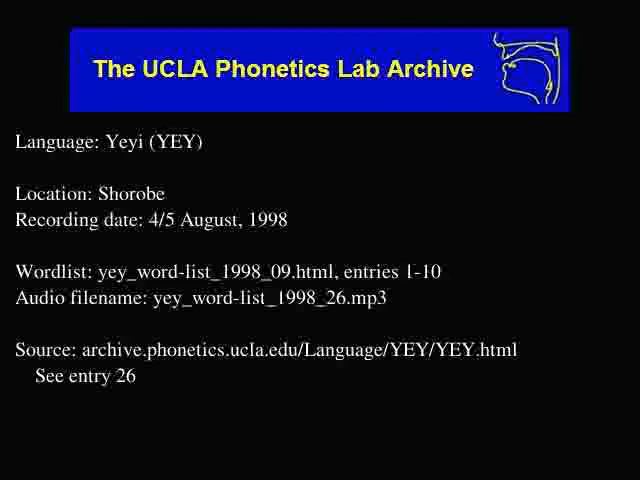 The UCLA Phonetics Lab Archive
Language: Yeyi (YEY)
Location: Shorobe
Recording date: 4/5 August, 1998
Wordlist: yey_word-list_1998_09.html, entries 1-10
Audio filename: yey_word-list_1998_26.mp3
Source: archive.phonetics.ucla.edu/Language/YEY/YEY.html
See entry 26